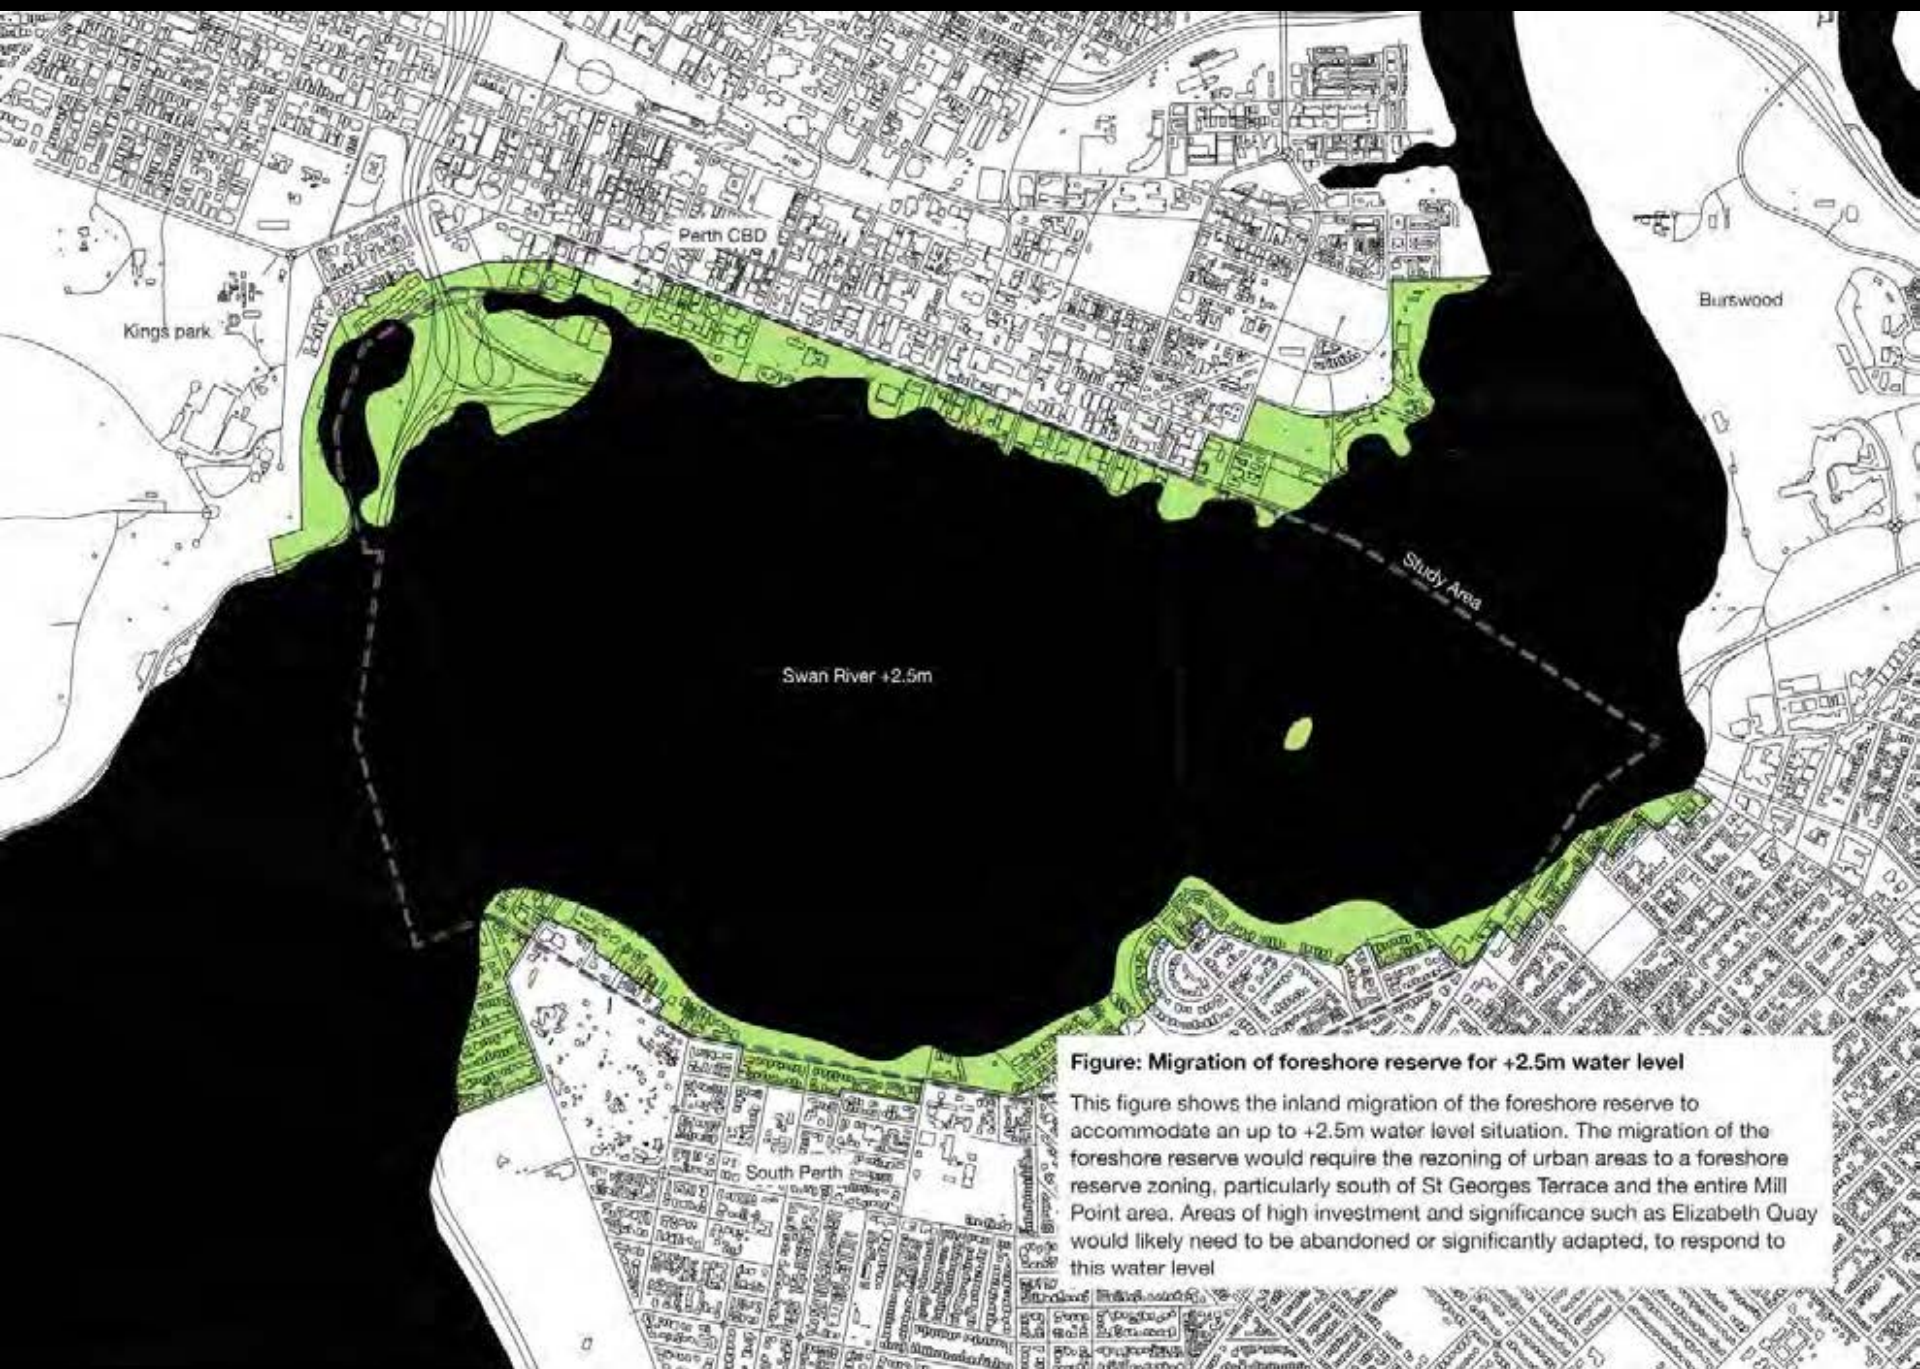 Perth CBD
Kings park
Burswood
Study Area
Swan River +2.5m
South Perth
Figure: Migration of foreshore reserve for +2.5m water level
This figure shows the inland migration of the foreshore reserve to
accommodate an up to +2.5m water level situation. The migration of the
foreshore reserve would require the rezoning of urban areas to a foreshore
reserve zoning, particularly south of St Georges Terrace and the entire Mill
Point area. Areas of high investment and significance such as Elizabeth Quay
would likely need to be abandoned or significantly adapted, to respond to
this water level